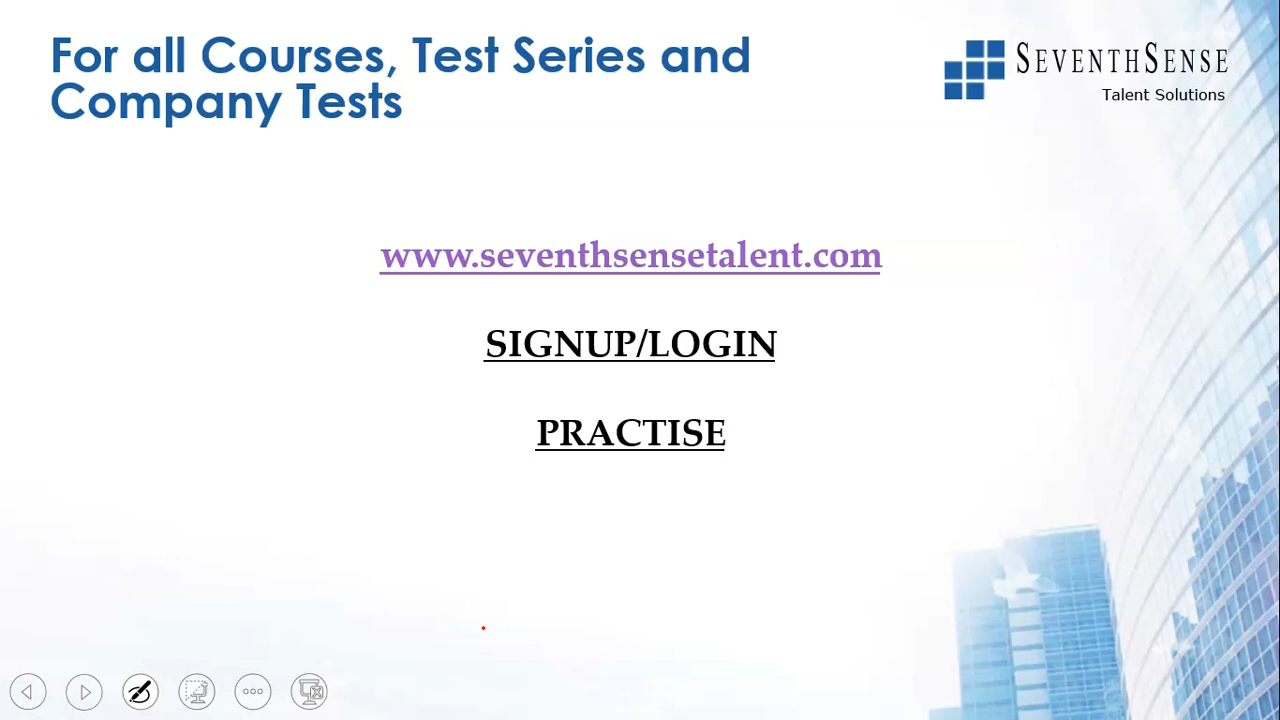 For all Courses, Test Series and
Company Tests
SEVENTHSENSE
Talent Solutions
www.seventhsensetalent.com
SIGNUP/LOGIN
PRACTISE